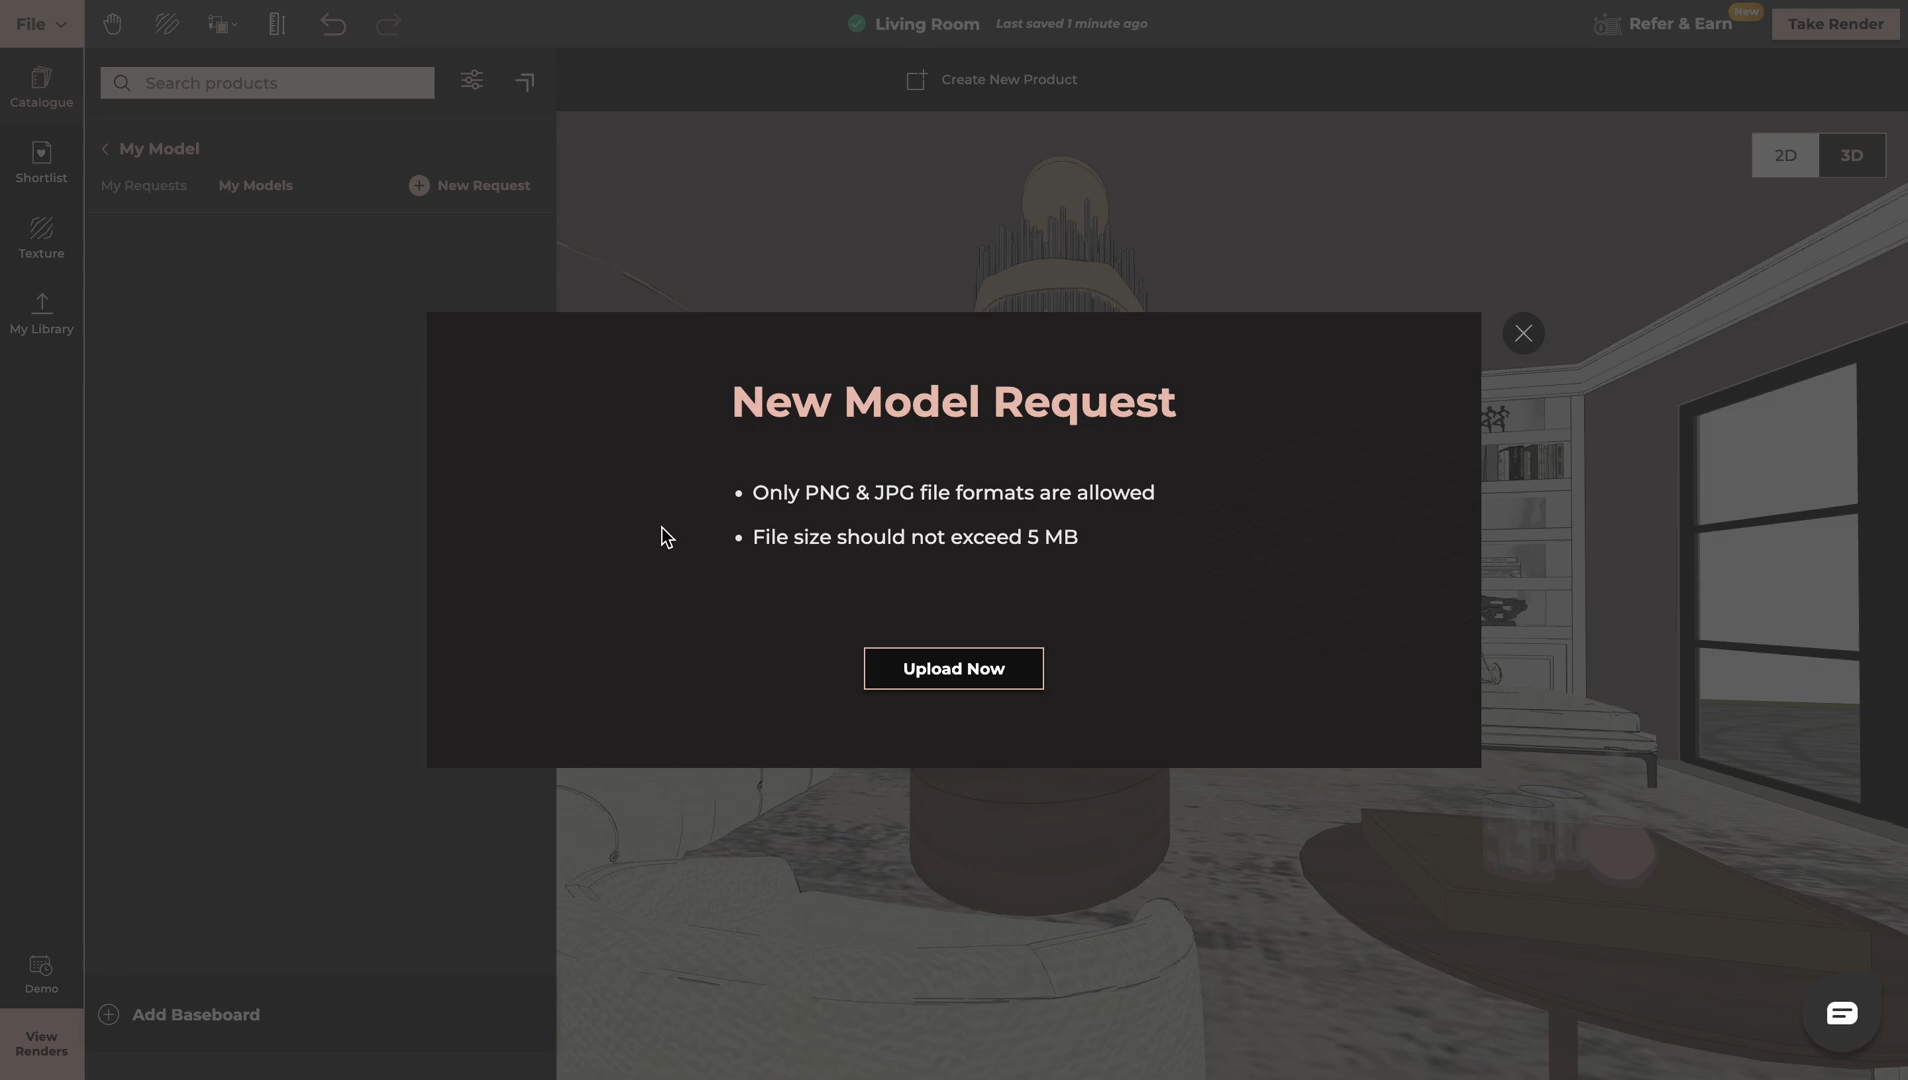 File
Living Room
Last saved 1 minute ago
Refer & Earn
New
Take Render
Catalogue
Search products
Create New Product
My Model
My Requests
My Models
New Request
2D
3D
Shortlist
Texture
My Library
New Model Request
• Only PNG & JPG file formats are allowed
• File size should not exceed 5 MB
Upload Now
Demo
Add Baseboard
View
Renders